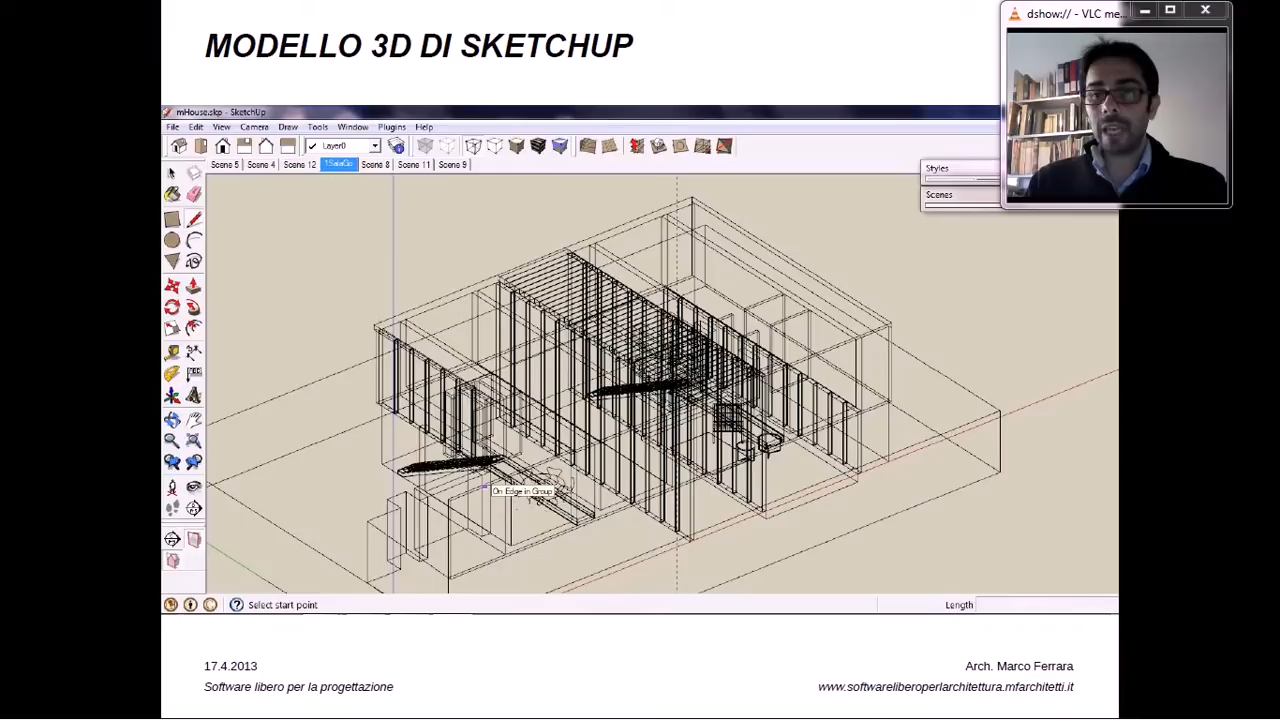 MODELLO 3D DI SKETCHUP
dshow:// - VLC me...
mHouse.skp - SketchUp
File Edit View Camera Draw Tools Window Plugins Help
Layer0
Scene 5 Scene 4 Scene 12 Scene 8 Scene 11 Scene 9
Styles
Scenes
On Edge in Group
Select start point
Length
17.4.2013
Arch. Marco Ferrara
Software libero per la progettazione
www.softwareliberoperlarchitettura.mfarchitetti.it